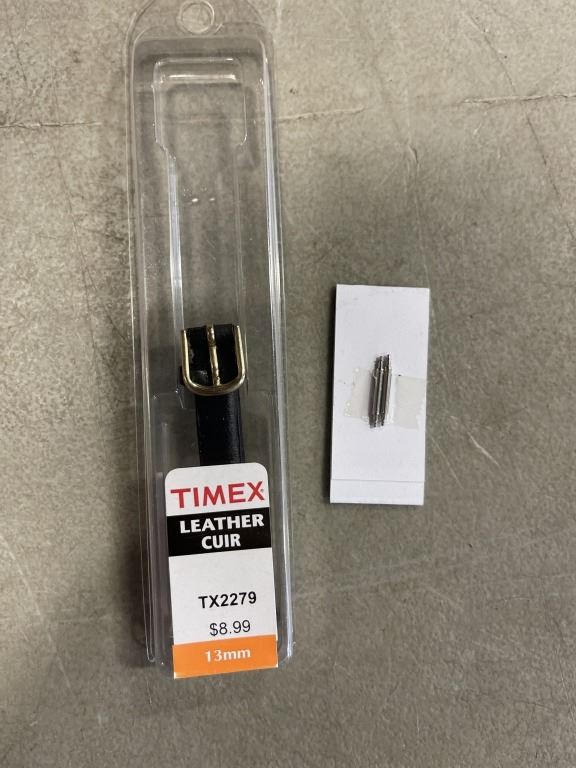 TIMEX
LEATHER
CUIR
TX2279
$8.99
13mm